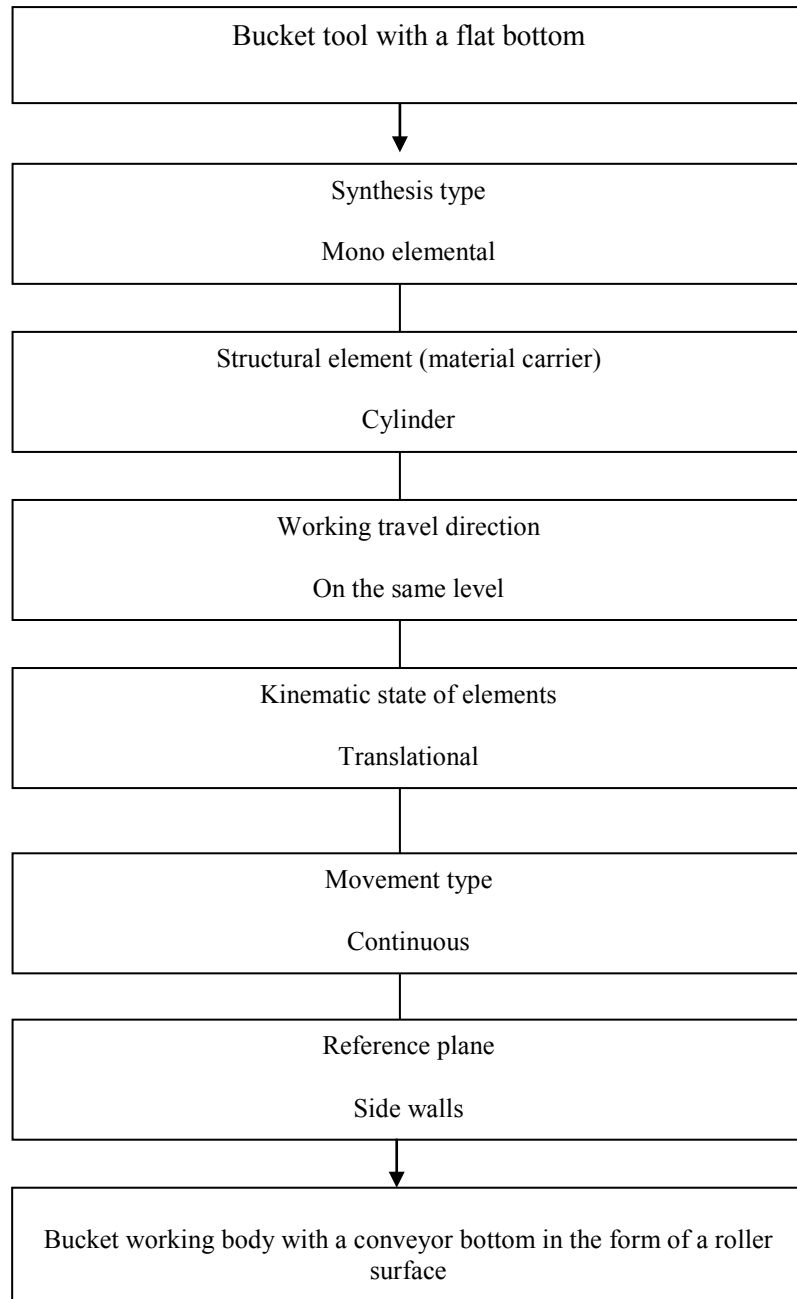 Bucket tool with a flat bottom
Synthesis type
Mono elemental
Structural element (material carrier)
Cylinder
Working travel direction
On the same level
Kinematic state of elements
Translational
Movement type
Continuous
Reference plane
Side walls
Bucket working body with a conveyor bottom in the form of a roller
surface